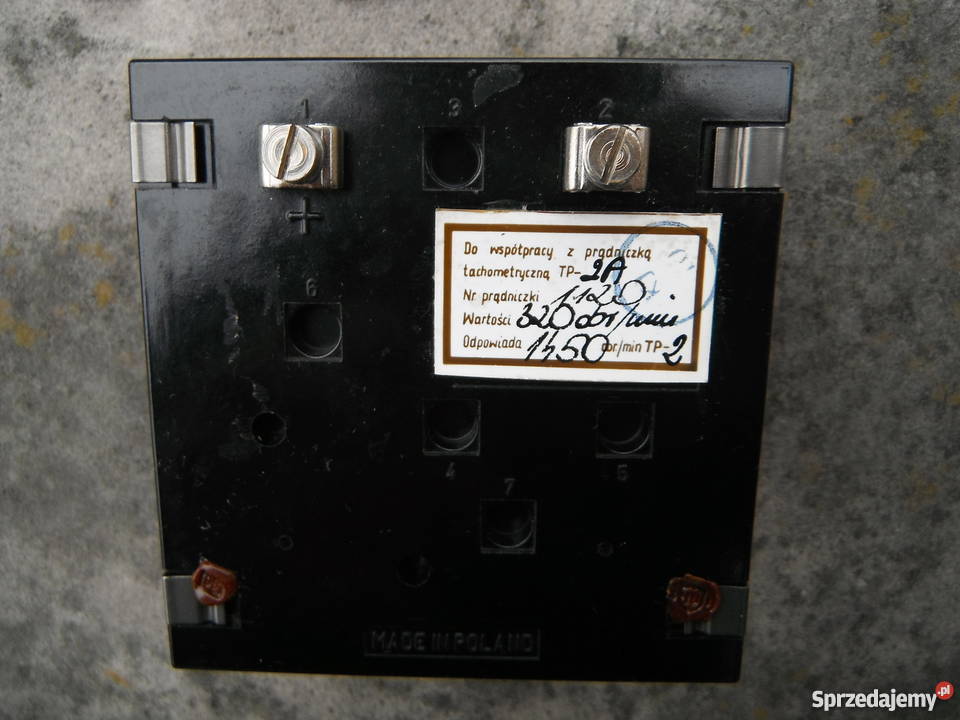 1 3 2
+
Do współpracy z prądniczką
tachometryczną TP-2A
Nr prądniczki 1120
Wartości 320 obr/min
Odpowiada 1450 obr/min TP-2
6
4 5
7
MADE IN POLAND
Sprzedajemy.pl